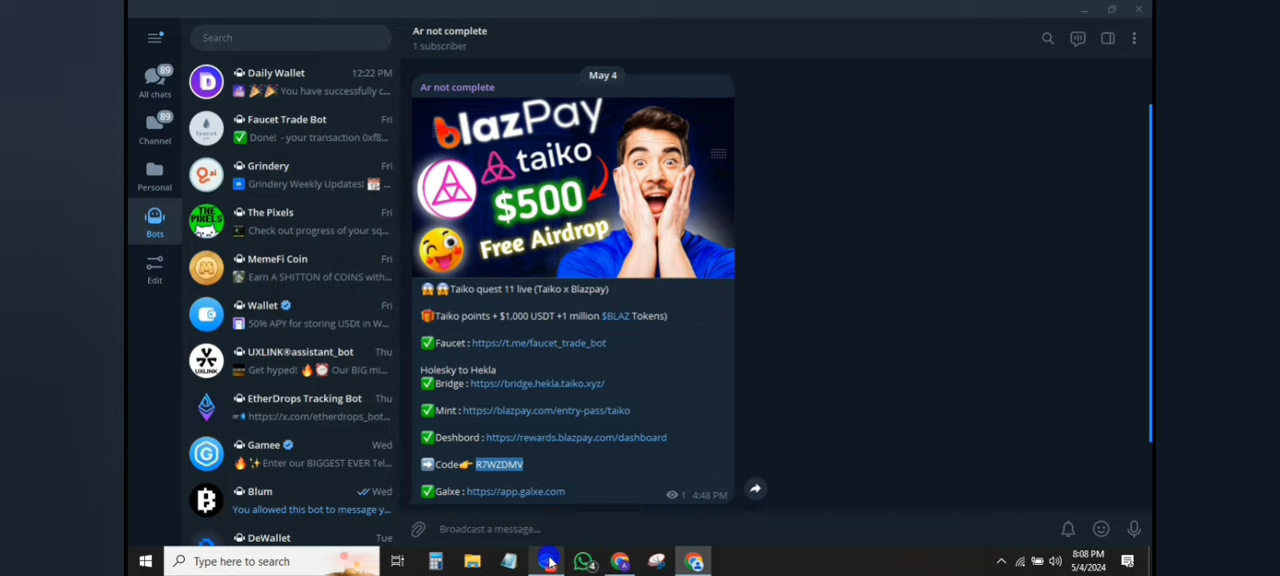 Search
Ar not complete
1 subscriber
89
All chats
89
Channel
Personal
Bots
Edit
Daily Wallet 12:22 PM
You have successfully c...
Faucet Trade Bot
Done! - your transaction 0xf8...
Grindery Fri
Grindery Weekly Updates! ...
The Pixels Fri
Check out progress of your sq...
MemeFi Coin Fri
Earn A SHITTON of COINS with...
Wallet Fri
50% APY for storing USDt in W...
UXLINK®assistant_bot Thu
Get hyped! Our BIG mi...
EtherDrops Tracking Bot Thu
https://x.com/etherdrops_bot...
Gamee Wed
Enter our BIGGEST EVER Tel...
Blum Wed
You allowed this bot to message y...
DeWallet Tue
May 4
Ar not complete
blazPay
taiko
$500
Free Airdrop
Taiko quest 11 live (Taiko x Blazpay)
Taiko points + $1,000 USDT +1 million $BLAZ Tokens)
Faucet : https://t.me/faucet_trade_bot
Holesky to Hekla
Bridge : https://bridge.hekla.taiko.xyz/
Mint : https://blazpay.com/entry-pass/taiko
Deshbord : https://rewards.blazpay.com/dashboard
Code R7WZDMV
Galxe : https://app.galxe.com
1 4:48 PM
Broadcast a message...
Type here to search
4
8:08 PM
5/4/2024